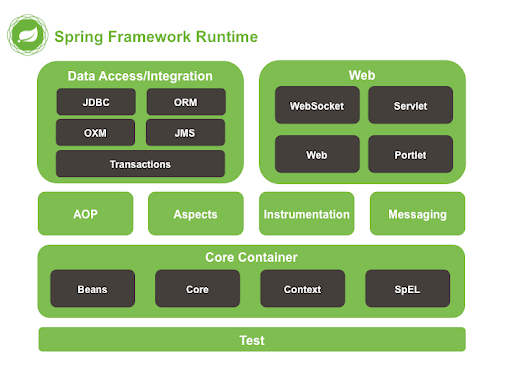 Spring Framework Runtime
Data Access/Integration
JDBC
ORM
OXM
JMS
Transactions
Web
WebSocket
Servlet
Web
Portlet
AOP
Aspects
Instrumentation
Messaging
Core Container
Beans
Core
Context
SpEL
Test